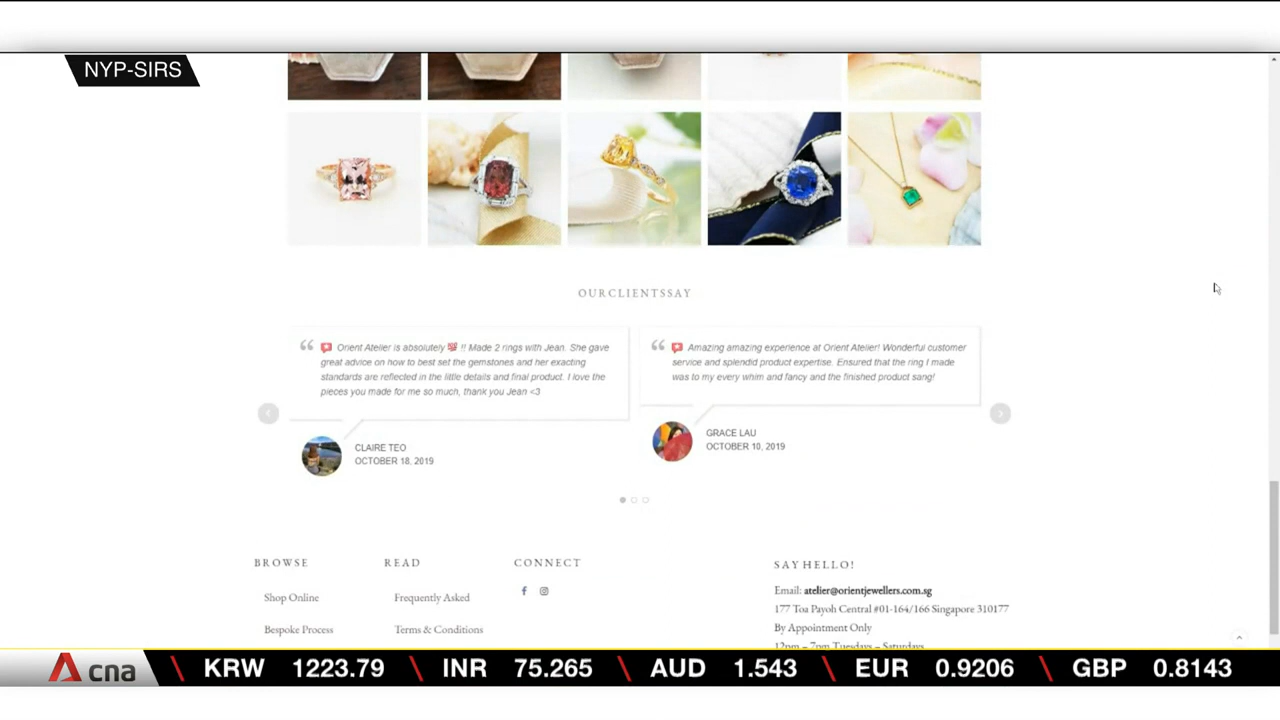 NYP-SIRS
OURCLIENTSSAY
Orient Atelier is absolutely 💯 !! Made 2 rings with Jean. She gave
great advice on how to best set the gemstones and her exacting
standards are reflected in the little details and final product. I love the
pieces you made for me so much, thank you Jean <3
CLAIRE TEO
OCTOBER 18, 2019
Amazing amazing experience at Orient Atelier! Wonderful customer
service and splendid product expertise. Ensured that the ring I made
was to my every whim and fancy and the finished product sang!
GRACE LAU
OCTOBER 10, 2019
BROWSE
Shop Online
Bespoke Process
READ
Frequently Asked
Terms & Conditions
CONNECT
SAY HELLO!
Email: atelier@orientjewellers.com.sg
177 Toa Payoh Central #01-164/166 Singapore 310177
By Appointment Only
12pm – 7pm Tuesdays – Saturdays
cna KRW 1223.79 INR 75.265 AUD 1.543 EUR 0.9206 GBP 0.8143